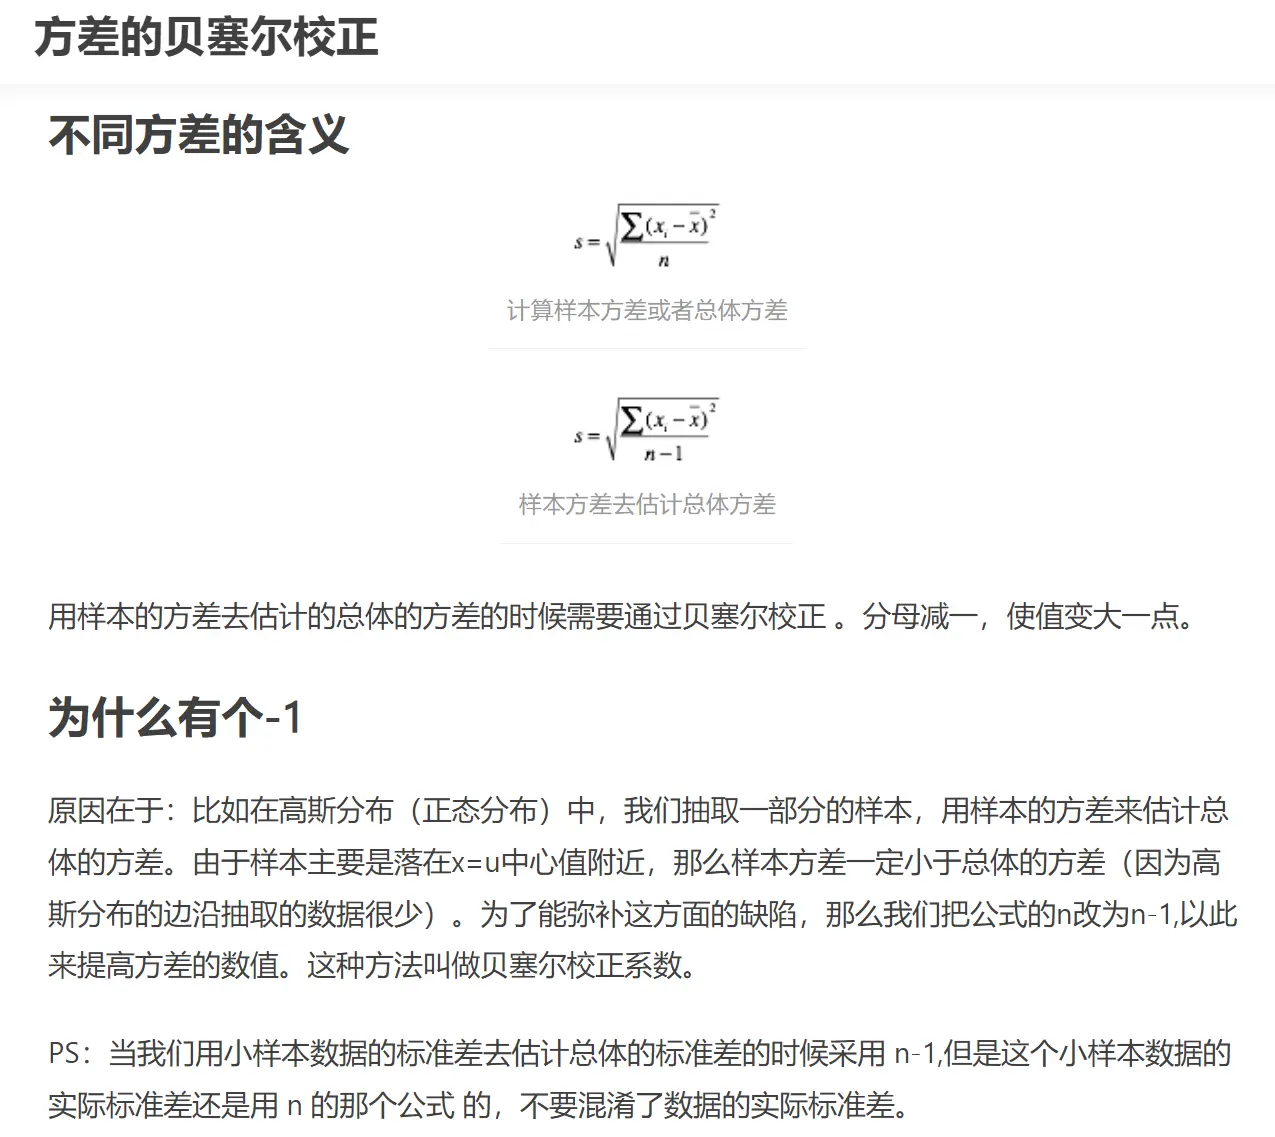 方差的贝塞尔校正
不同方差的含义
s = √(∑(xᵢ − x̄)² / n)
计算样本方差或者总体方差
s = √(∑(xᵢ − x̄)² / n − 1)
样本方差去估计总体方差
用样本的方差去估计的总体的方差的时候需要通过贝塞尔校正 。分母减一，使值变大一点。
为什么有个-1
原因在于：比如在高斯分布（正态分布）中，我们抽取一部分的样本，用样本的方差来估计总
体的方差。由于样本主要是落在x=u中心值附近，那么样本方差一定小于总体的方差（因为高
斯分布的边沿抽取的数据很少）。为了能弥补这方面的缺陷，那么我们把公式的n改为n-1,以此
来提高方差的数值。这种方法叫做贝塞尔校正系数。
PS：当我们用小样本数据的标准差去估计总体的标准差的时候采用 n-1,但是这个小样本数据的
实际标准差还是用 n 的那个公式 的，不要混淆了数据的实际标准差。